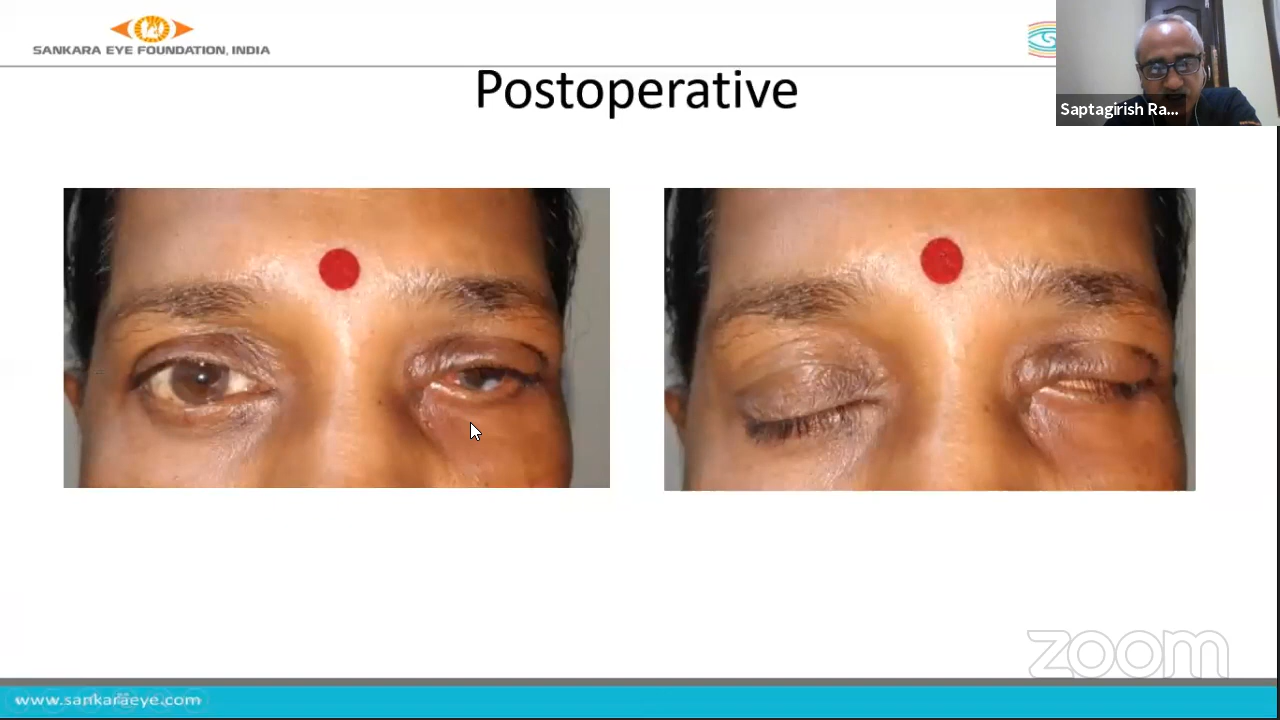 SANKARA EYE FOUNDATION, INDIA
Postoperative
Saptagirish Ra...
zoom
www.sankaraeye.com